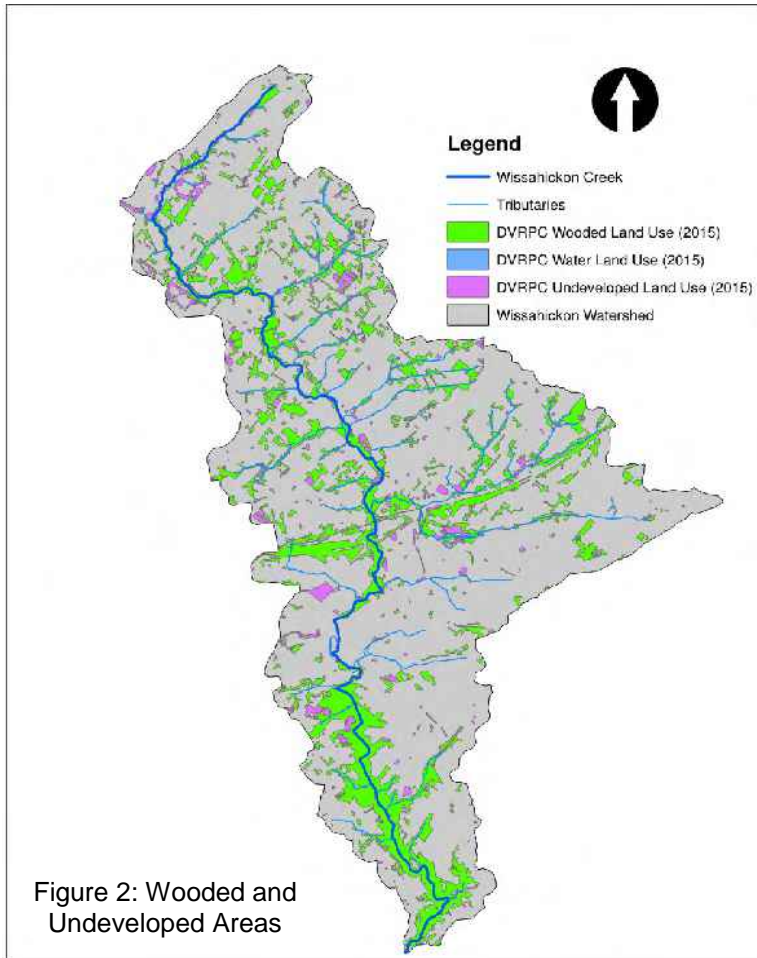 Legend
Wissahickon Creek
Tributaries
DVRPC Wooded Land Use (2015)
DVRPC Water Land Use (2015)
DVRPC Undeveloped Land Use (2015)
Wissahickon Watershed
Figure 2: Wooded and
Undeveloped Areas